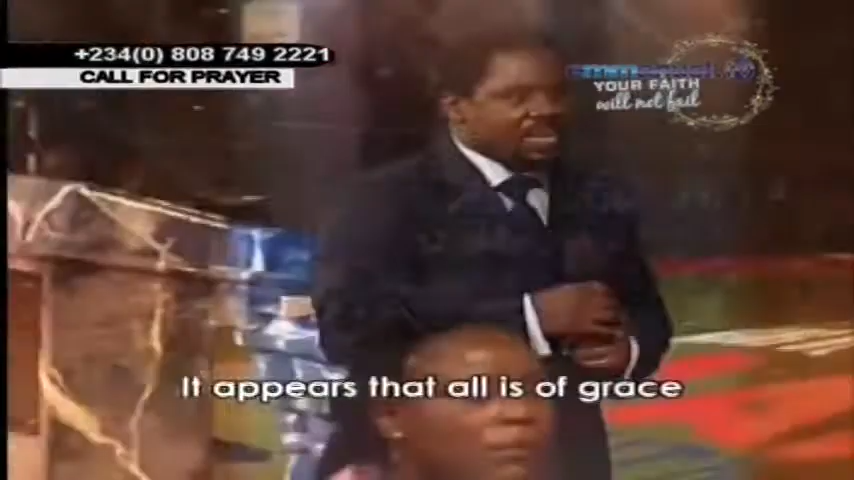 +234(0) 808 749 2221
CALL FOR PRAYER
YOUR FAITH
will not fail
It appears that all is of grace